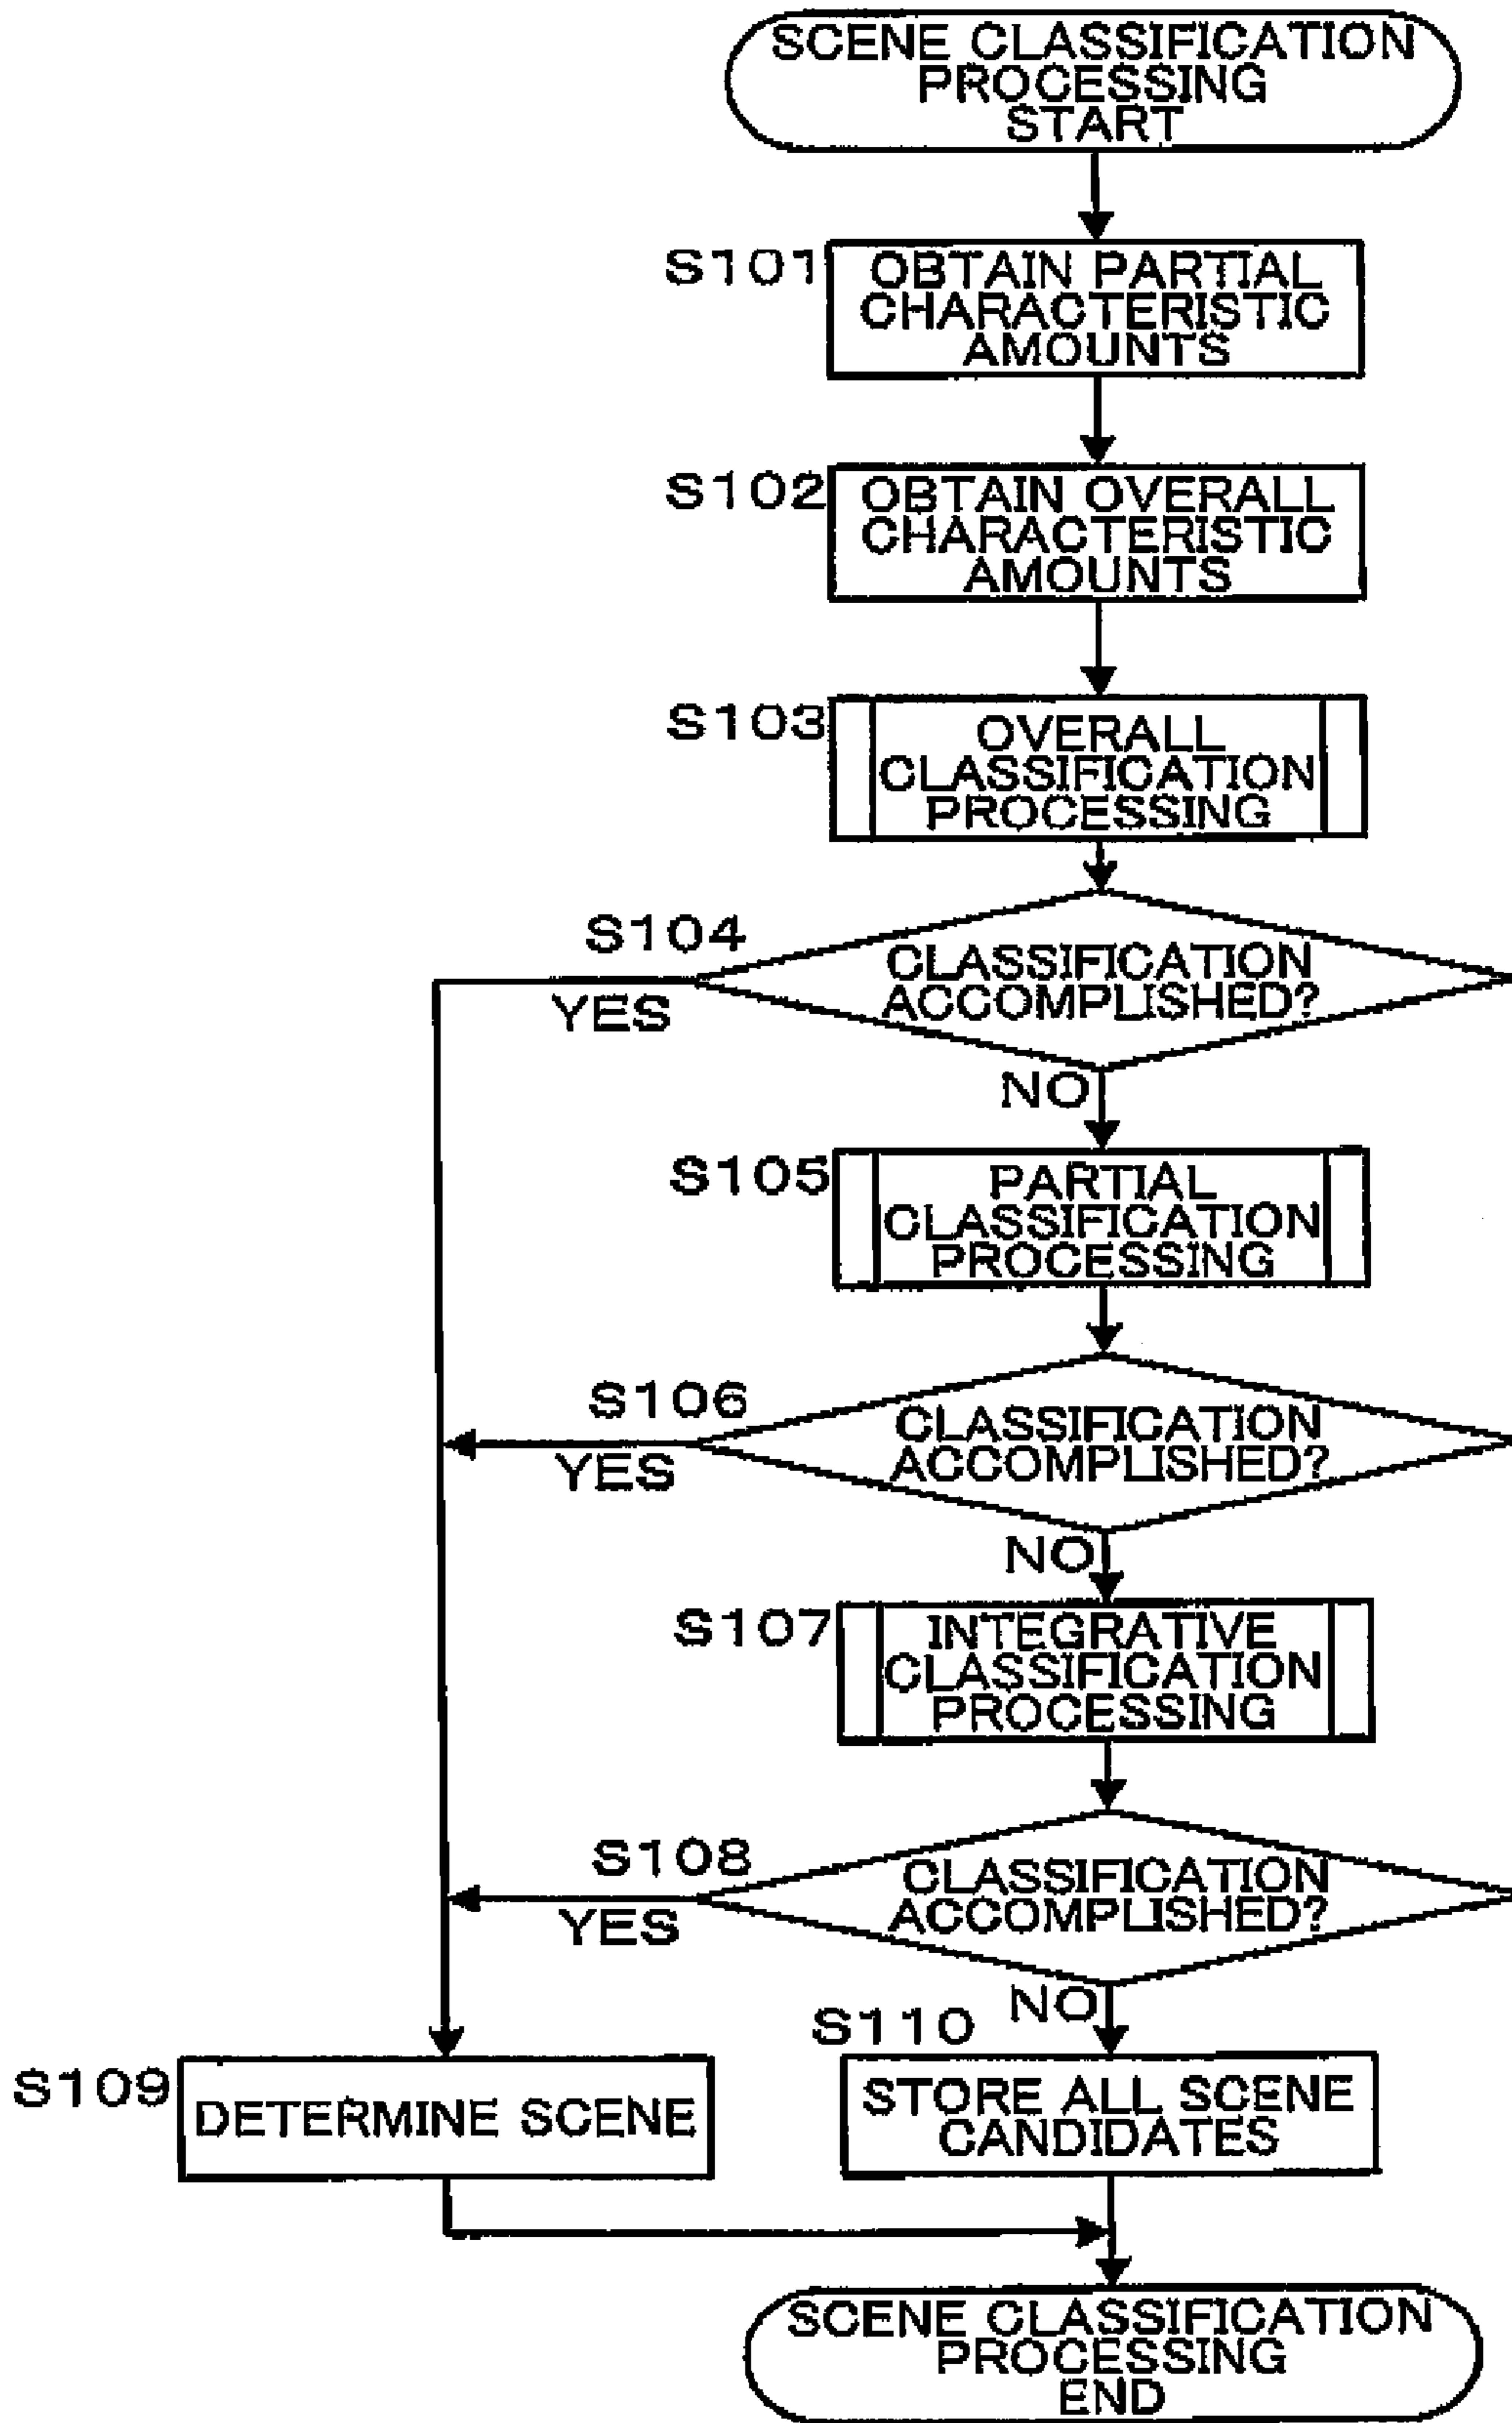 SCENE CLASSIFICATION
PROCESSING
START
S101
OBTAIN PARTIAL
CHARACTERISTIC
AMOUNTS
S102
OBTAIN OVERALL
CHARACTERISTIC
AMOUNTS
S103
OVERALL
CLASSIFICATION
PROCESSING
S104
CLASSIFICATION
ACCOMPLISHED?
YES
NO
S105
PARTIAL
CLASSIFICATION
PROCESSING
S106
CLASSIFICATION
ACCOMPLISHED?
YES
NO
S107
INTEGRATIVE
CLASSIFICATION
PROCESSING
S108
CLASSIFICATION
ACCOMPLISHED?
YES
NO
S109
DETERMINE SCENE
S110
STORE ALL SCENE
CANDIDATES
SCENE CLASSIFICATION
PROCESSING
END